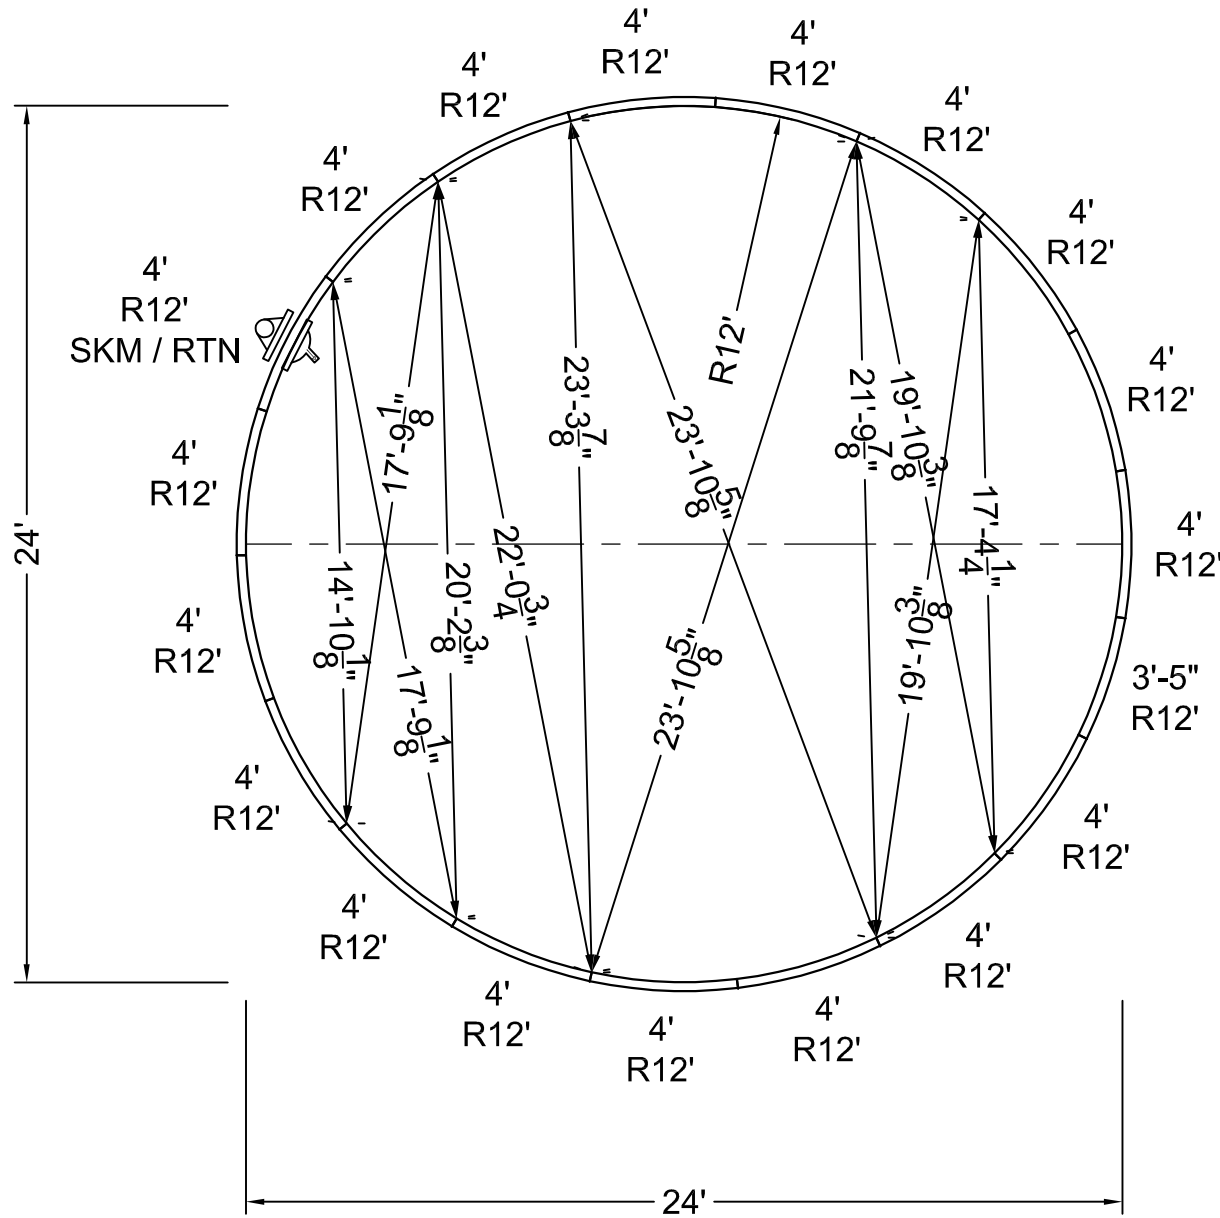 4'
R12'
4'
R12'
4'
R12'
4'
R12'
4'
R12'
4'
R12'
SKM / RTN
4'
R12'
4'
R12'
4'
R12'
4'
R12'
4'
R12'
4'
R12'
4'
R12'
4'
R12'
4'
R12'
3'-5"
R12'
4'
R12'
4'
R12'
4'
R12'
24'
24'
R12'
14'-10 1/8"
17'-9 1/8"
17'-9 1/8"
20'-2 3/8"
22'-0 3/4"
23'-3 7/8"
23'-10 5/8"
23'-10 5/8"
21'-9 7/8"
19'-10 3/8"
19'-10 3/8"
17'-4 1/4"